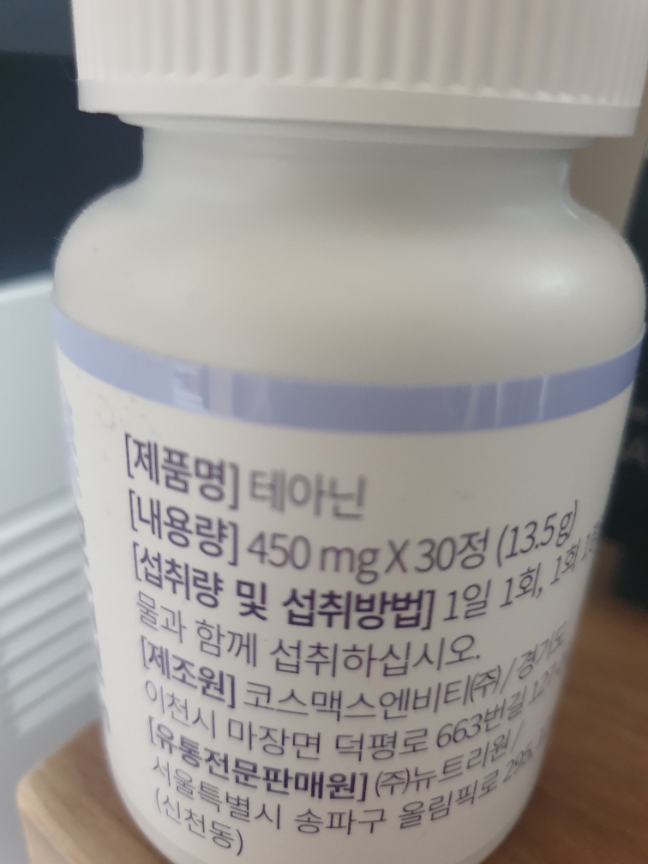 [제품명] 테아닌
[내용량] 450 mg X 30정 (13.5 g)
[섭취량 및 섭취방법] 1일 1회, 1회
물과 함께 섭취하십시오.
[제조원] 코스맥스엔비티㈜ / 경기도
이천시 마장면 덕평로 663번길
[유통전문판매원] ㈜뉴트리원 /
서울특별시 송파구 올림픽로
(신천동)